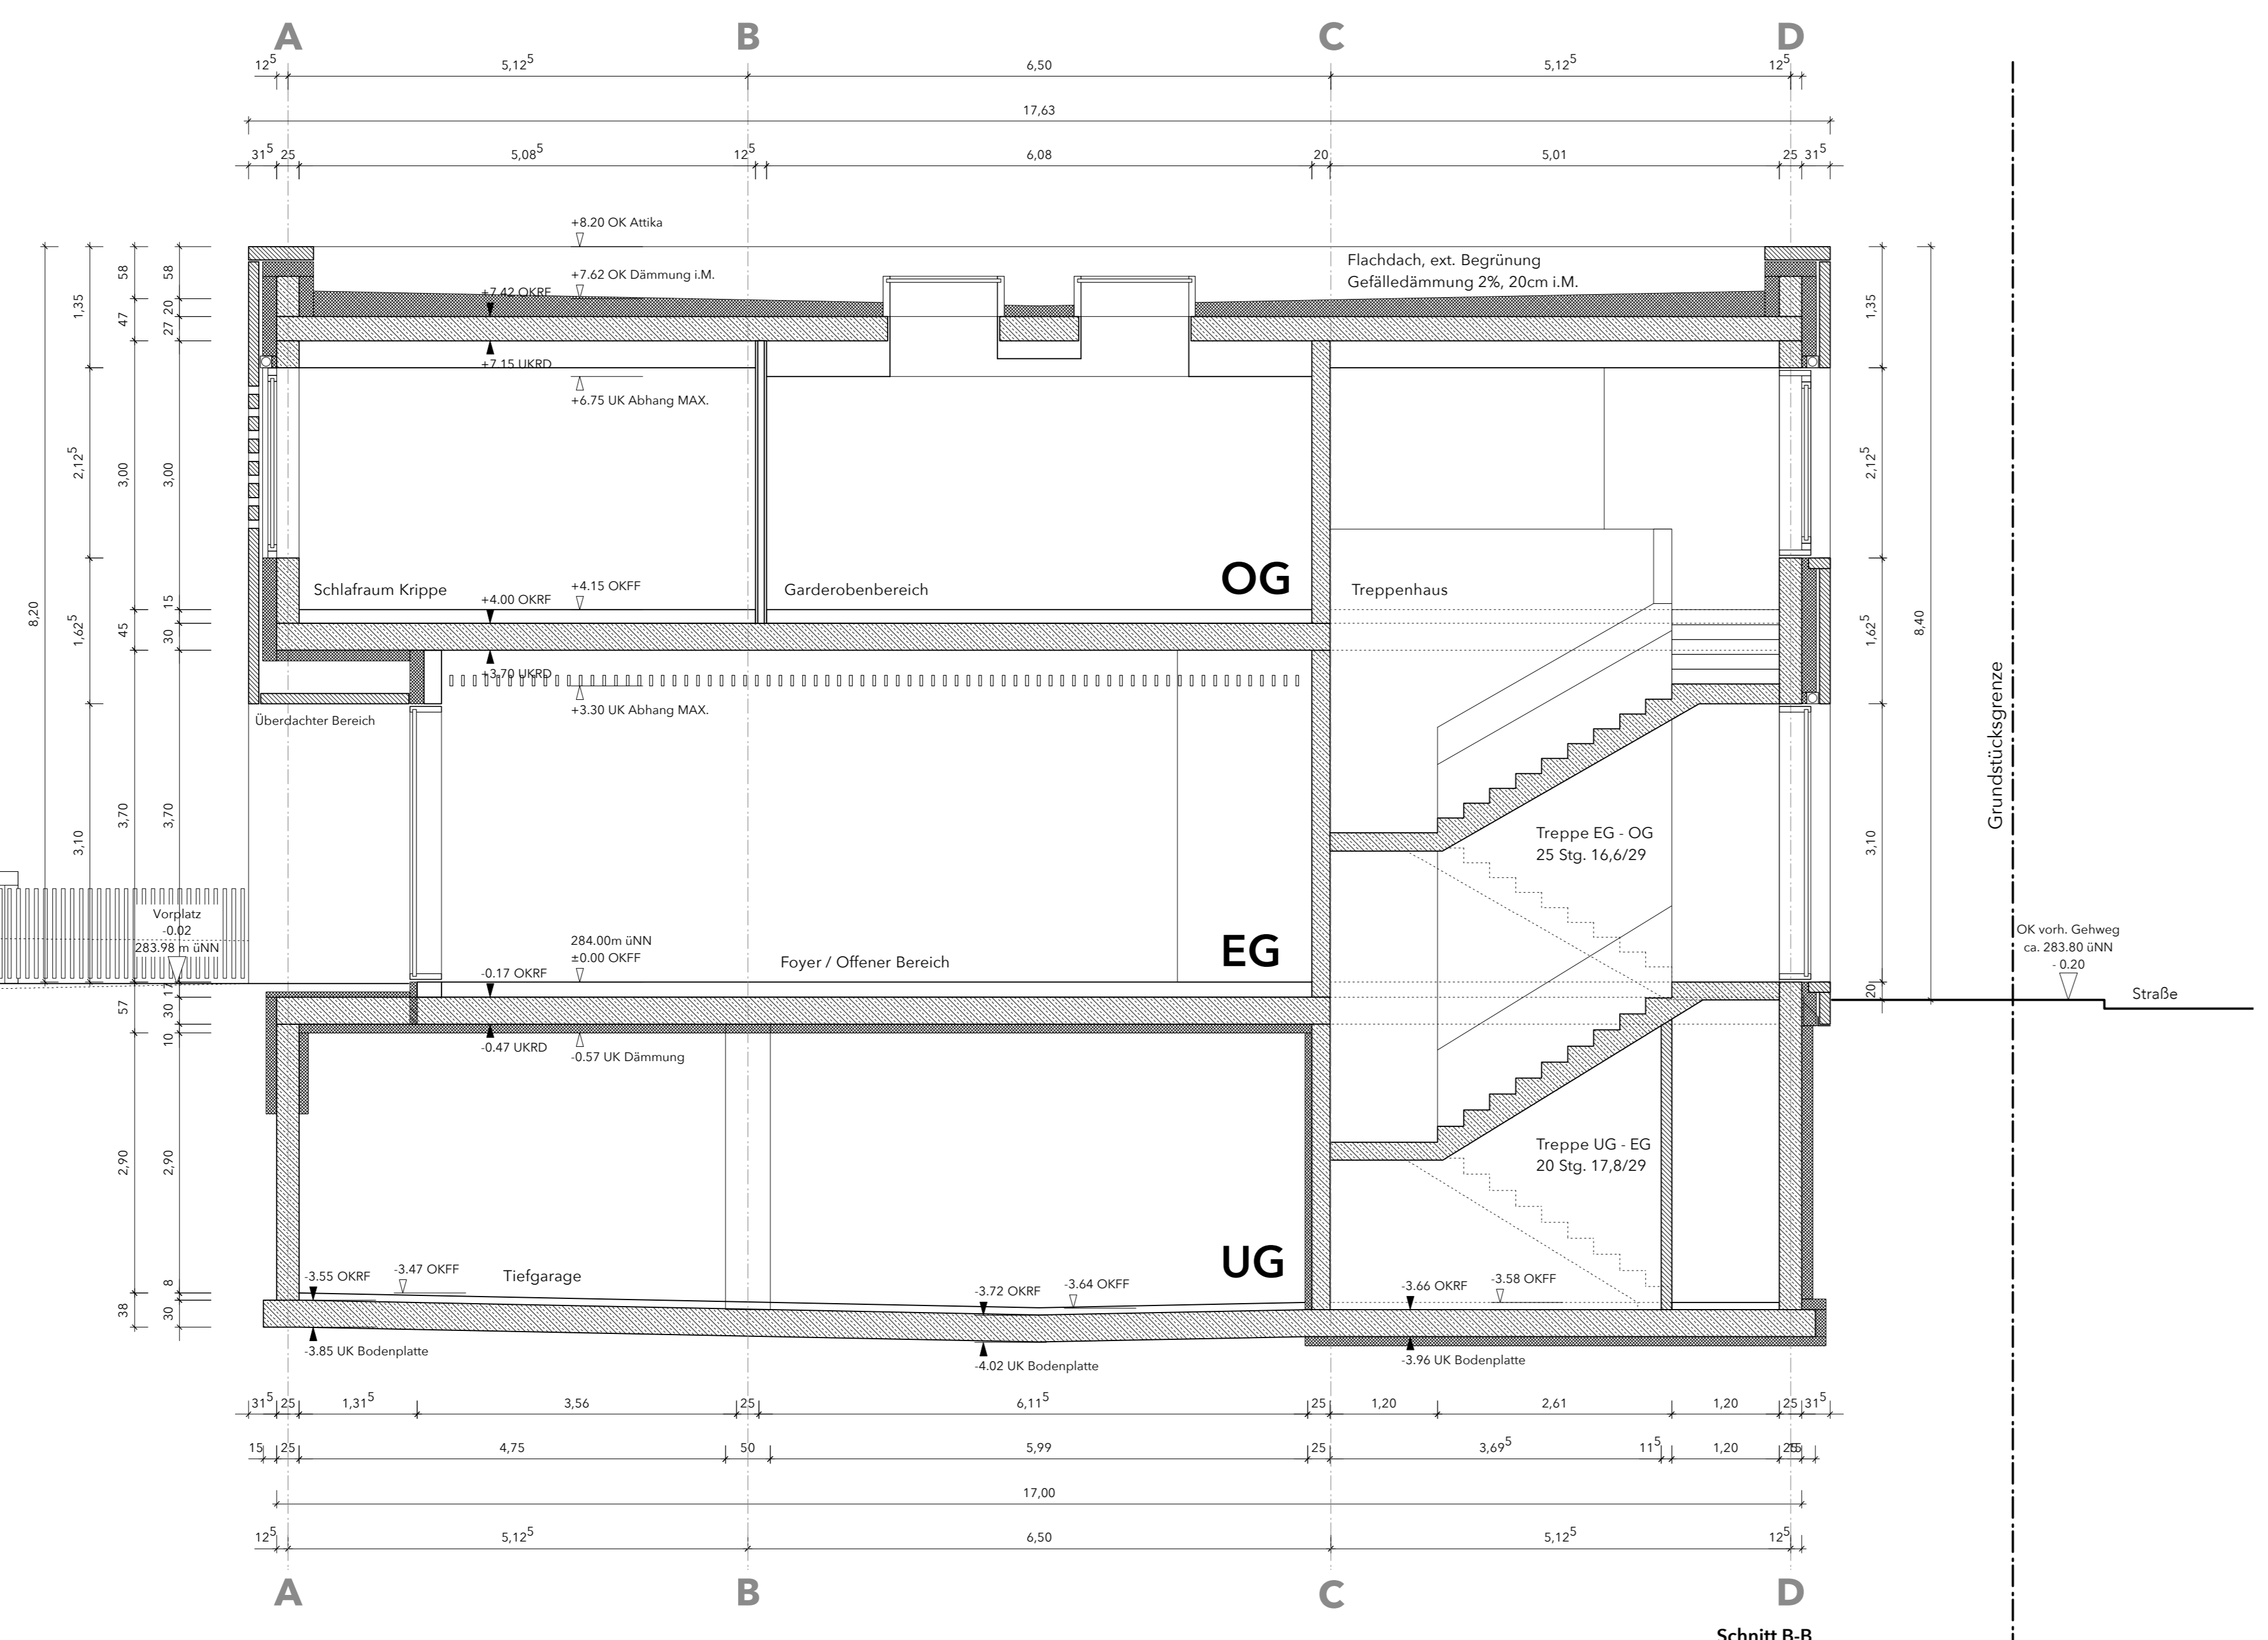 A B C D
12⁵ 5,12⁵ 6,50 5,12⁵ 12⁵
17,63
31⁵ 25 5,08⁵ 12⁵ 6,08 20 5,01 25 31⁵
+8.20 OK Attika
Flachdach, ext. Begrünung
Gefälledämmung 2%, 20cm i.M.
+7.62 OK Dämmung i.M.
+7.42 OKRF
+7.15 UKRD
+6.75 UK Abhang MAX.
8,20
1,35
2,12⁵
1,62⁵
3,10
58
47
3,00
45
3,70
57
2,90
38
58
20
27
3,00
15
30
3,70
17
30
10
2,90
8
30
1,35
2,12⁵
1,62⁵
3,10
20
8,40
Schlafraum Krippe
+4.00 OKRF
+4.15 OKFF
Garderobenbereich
OG
Treppenhaus
+3.70 UKRD
+3.30 UK Abhang MAX.
Überdachter Bereich
Grundstücksgrenze
Treppe EG - OG
25 Stg. 16,6/29
Vorplatz
-0.02
283.98 m üNN
284.00m üNN
±0.00 OKFF
-0.17 OKRF
Foyer / Offener Bereich
EG
OK vorh. Gehweg
ca. 283.80 üNN
- 0.20
Straße
-0.47 UKRD
-0.57 UK Dämmung
Treppe UG - EG
20 Stg. 17,8/29
UG
-3.55 OKRF
-3.47 OKFF
Tiefgarage
-3.72 OKRF
-3.64 OKFF
-3.66 OKRF
-3.58 OKFF
-3.85 UK Bodenplatte
-4.02 UK Bodenplatte
-3.96 UK Bodenplatte
31⁵ 25 1,31⁵ 3,56 25 6,11⁵ 25 1,20 2,61 1,20 25 31⁵
15 25 4,75 50 5,99 25 3,69⁵ 11⁵ 1,20 25 15
17,00
12⁵ 5,12⁵ 6,50 5,12⁵ 12⁵
A B C D
Schnitt B-B